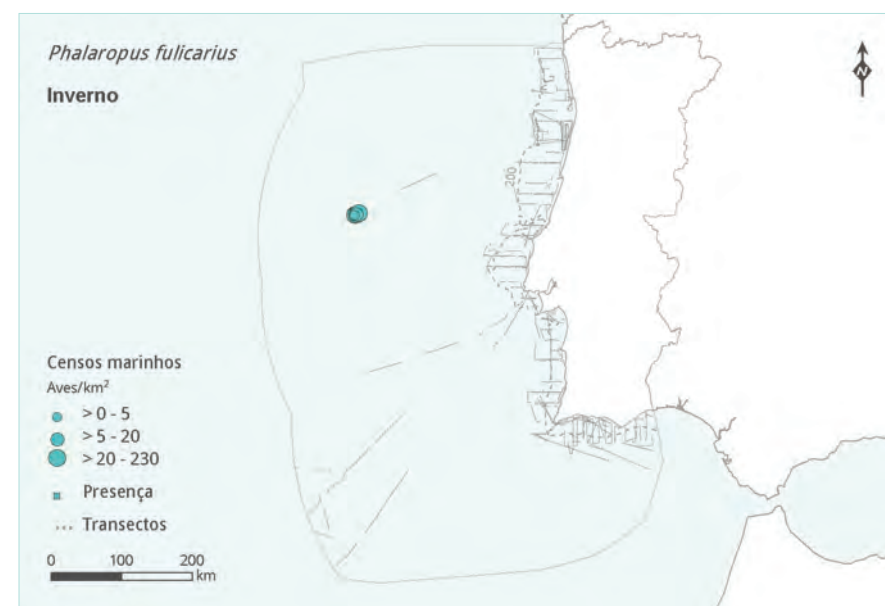 Phalaropus fulicarius
Inverno
N
200
Censos marinhos
Aves/km²
> 0 - 5
> 5 - 20
> 20 - 230
Presença
Transectos
0 100 200
km